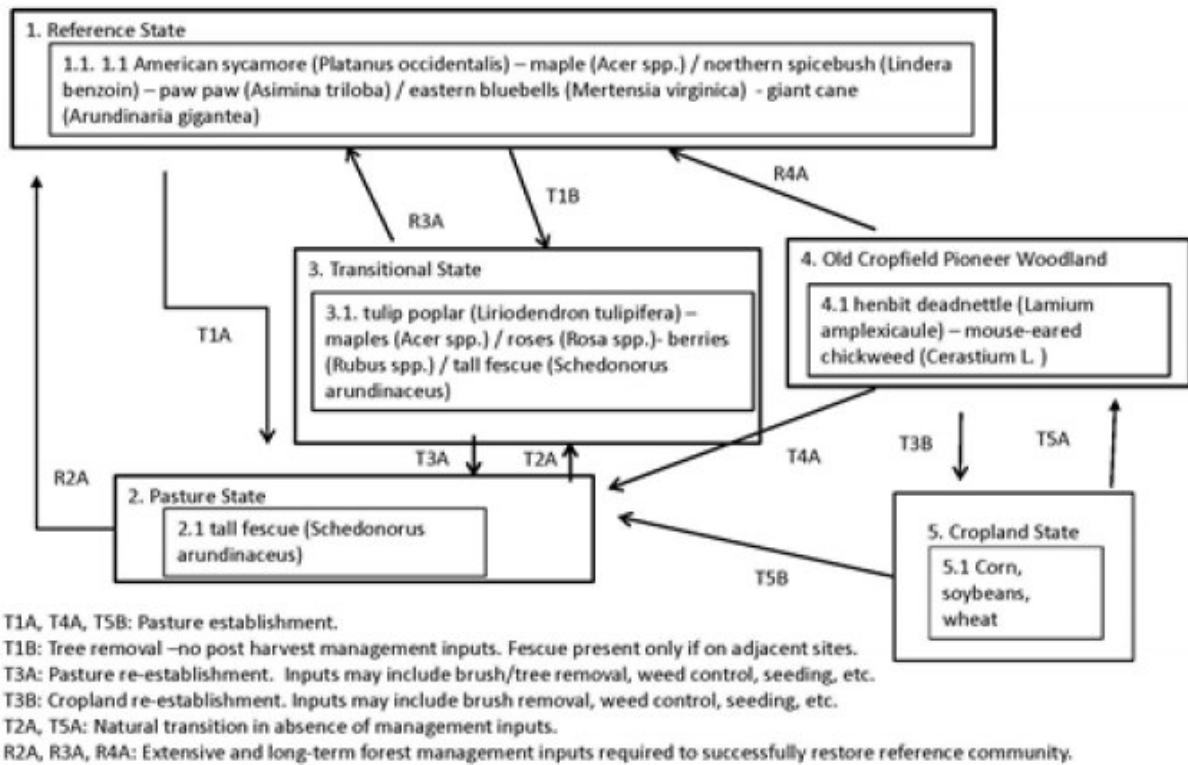 1. Reference State
1.1. 1.1 American sycamore (Platanus occidentalis) – maple (Acer spp.) / northern spicebush (Lindera
benzoin) – paw paw (Asimina triloba) / eastern bluebells (Mertensia virginica) - giant cane
(Arundinaria gigantea)
R4A
T1B
R3A
3. Transitional State
3.1. tulip poplar (Liriodendron tulipifera) –
maples (Acer spp.) / roses (Rosa spp.)- berries
(Rubus spp.) / tall fescue (Schedonorus
arundinaceus)
4. Old Cropfield Pioneer Woodland
4.1 henbit deadnettle (Lamium
amplexicaule) – mouse-eared
chickweed (Cerastium L. )
T1A
T3A
T2A
T4A
T3B
T5A
R2A
2. Pasture State
2.1 tall fescue (Schedonorus
arundinaceus)
5. Cropland State
5.1 Corn,
soybeans,
wheat
T5B
T1A, T4A, T5B: Pasture establishment.
T1B: Tree removal –no post harvest management inputs. Fescue present only if on adjacent sites.
T3A: Pasture re-establishment. Inputs may include brush/tree removal, weed control, seeding, etc.
T3B: Cropland re-establishment. Inputs may include brush removal, weed control, seeding, etc.
T2A, T5A: Natural transition in absence of management inputs.
R2A, R3A, R4A: Extensive and long-term forest management inputs required to successfully restore reference community.